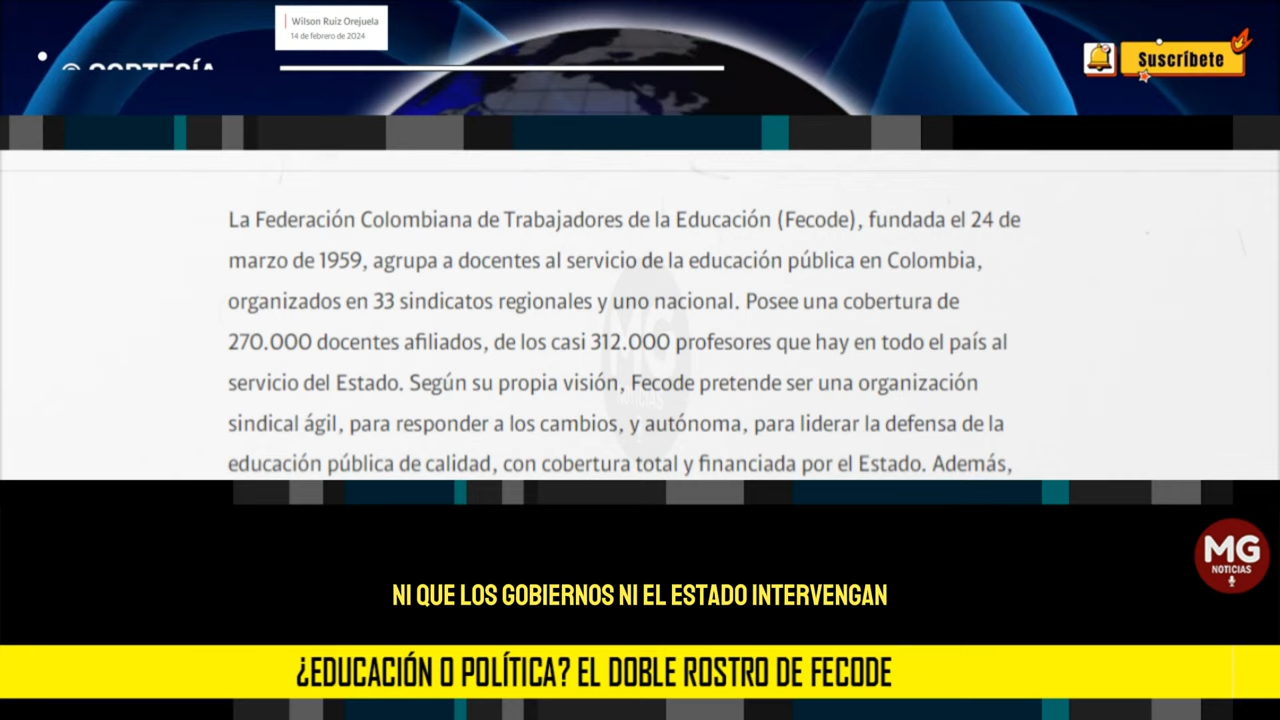 Wilson Ruiz Orejuela
14 de febrero de 2024
@ CORTESÍA
Suscríbete
La Federación Colombiana de Trabajadores de la Educación (Fecode), fundada el 24 de
marzo de 1959, agrupa a docentes al servicio de la educación pública en Colombia,
organizados en 33 sindicatos regionales y uno nacional. Posee una cobertura de
270.000 docentes afiliados, de los casi 312.000 profesores que hay en todo el país al
servicio del Estado. Según su propia visión, Fecode pretende ser una organización
sindical ágil, para responder a los cambios, y autónoma, para liderar la defensa de la
educación pública de calidad, con cobertura total y financiada por el Estado. Además,
MG
NOTICIAS
MG
NOTICIAS
NI QUE LOS GOBIERNOS NI EL ESTADO INTERVENGAN
¿EDUCACIÓN O POLÍTICA? EL DOBLE ROSTRO DE FECODE